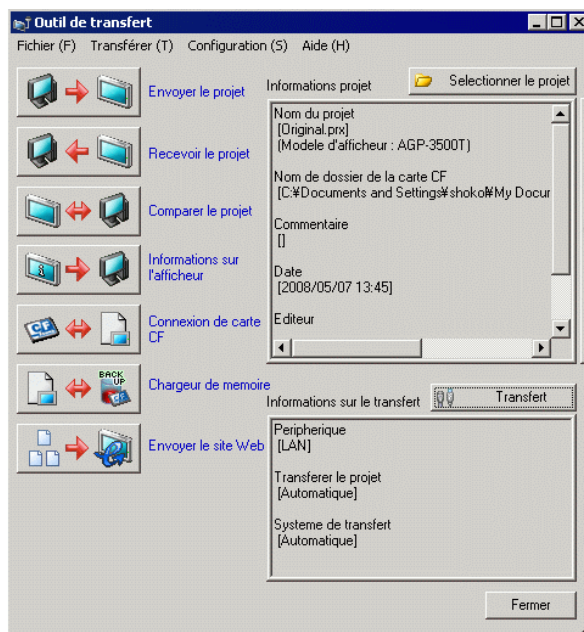 Outil de transfert
Fichier (F) Transférer (T) Configuration (S) Aide (H)
Envoyer le projet
Recevoir le projet
Comparer le projet
Informations sur
l'afficheur
Connexion de carte
CF
BACK
UP
Chargeur de memoire
Envoyer le site Web
Informations projet
Selectionner le projet
Nom du projet
[Original.prx]
(Modele d'afficheur : AGP-3500T)
Nom de dossier de la carte CF
[C:¥Documents and Settings¥shoko¥My Docur
Commentaire
[]
Date
[2008/05/07 13:45]
Editeur
Informations sur le transfert
Transfert
Peripherique
[LAN]
Transferer le projet
[Automatique]
Systeme de transfert
[Automatique]
Fermer